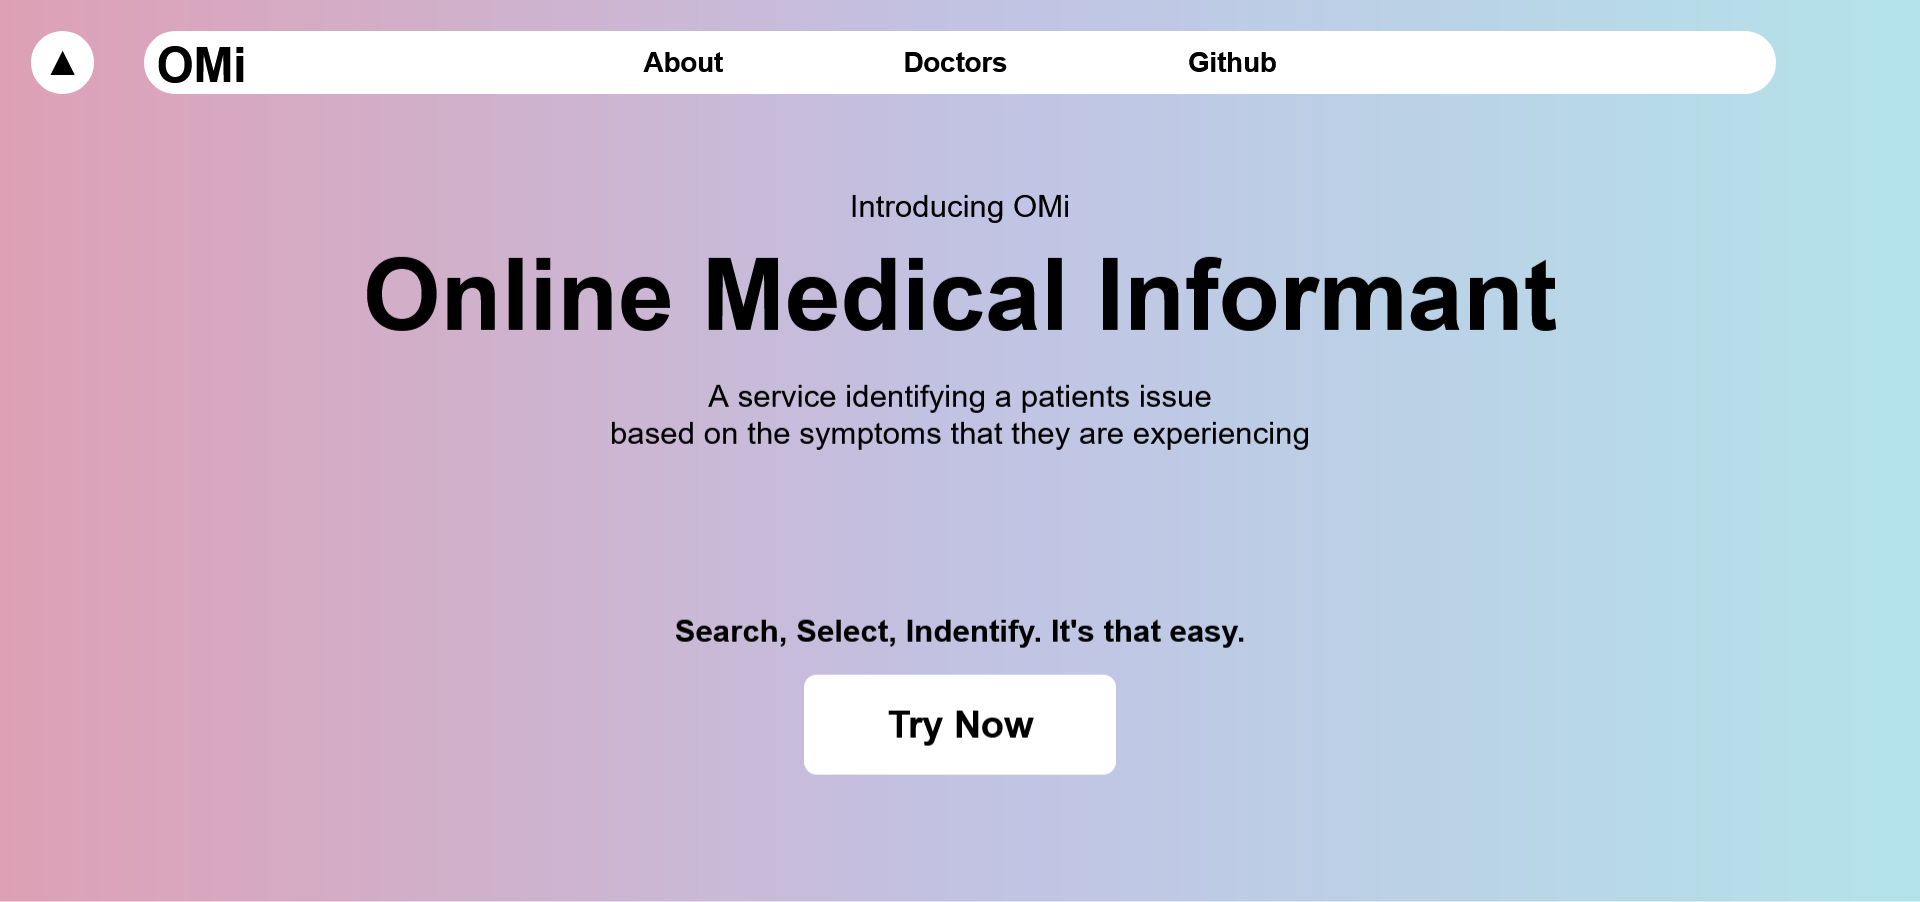 ▲
OMi
About
Doctors
Github
Introducing OMi
Online Medical Informant
A service identifying a patients issue
based on the symptoms that they are experiencing
Search, Select, Indentify. It's that easy.
Try Now